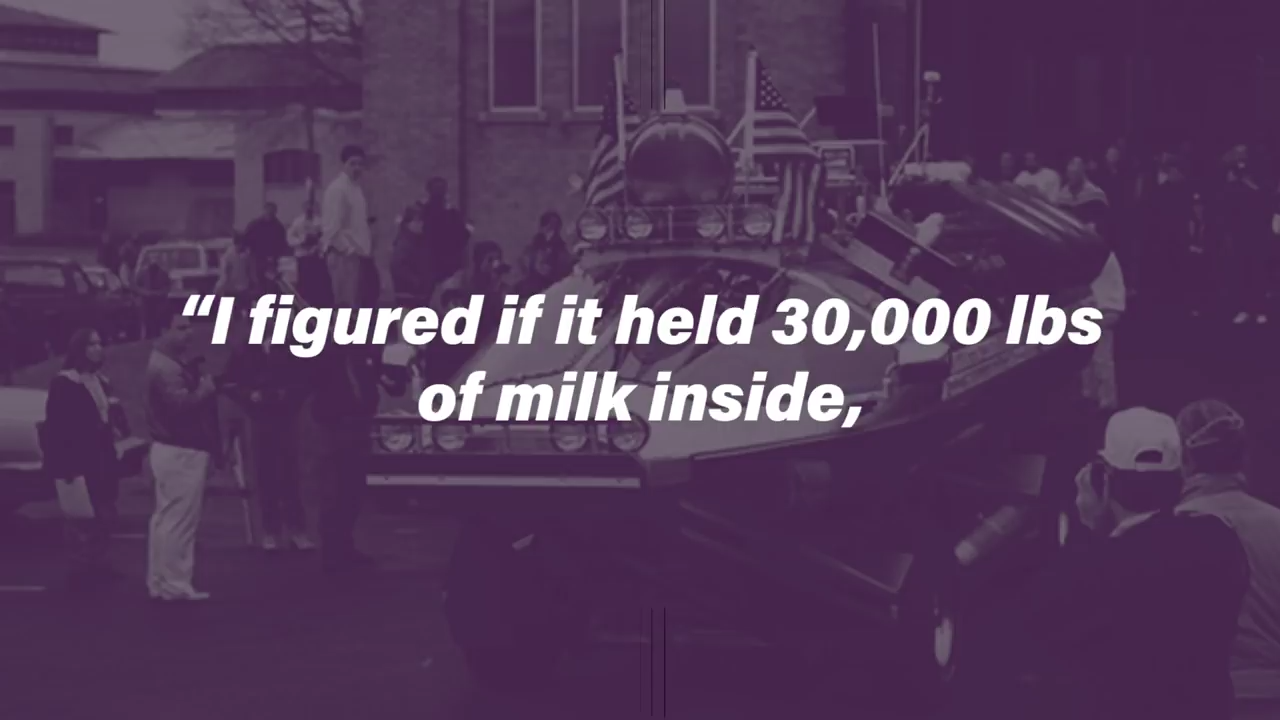 “I figured if it held 30,000 lbs
of milk inside,